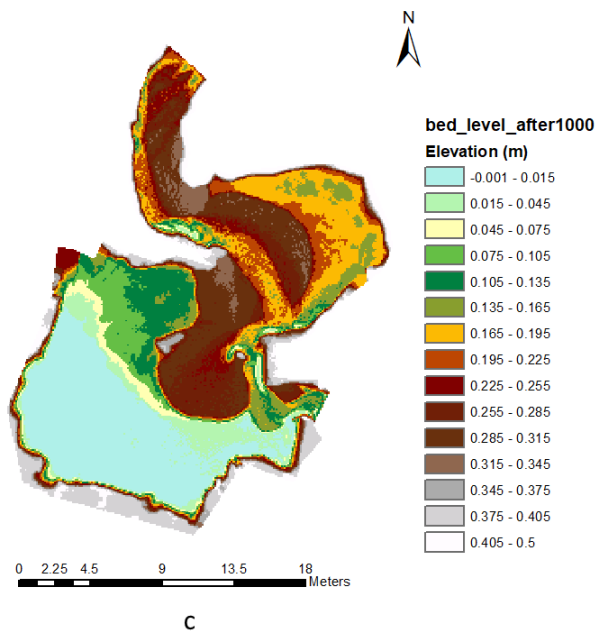 N
bed_level_after1000
Elevation (m)
-0.001 - 0.015
0.015 - 0.045
0.045 - 0.075
0.075 - 0.105
0.105 - 0.135
0.135 - 0.165
0.165 - 0.195
0.195 - 0.225
0.225 - 0.255
0.255 - 0.285
0.285 - 0.315
0.315 - 0.345
0.345 - 0.375
0.375 - 0.405
0.405 - 0.5
0 2.25 4.5 9 13.5 18
Meters
C